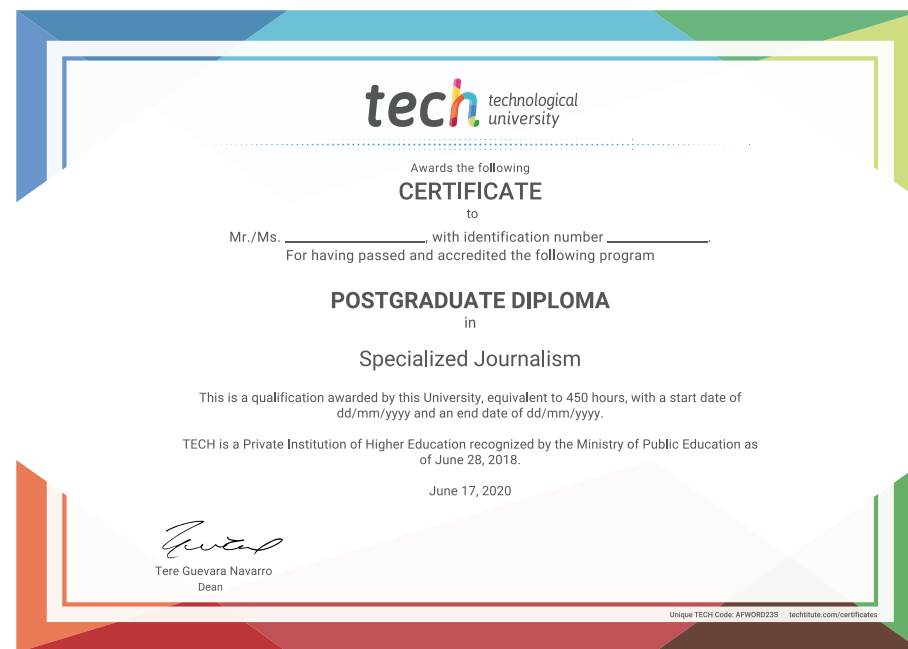 tech technological
university
Awards the following
CERTIFICATE
to
Mr./Ms. ____________________, with identification number __________________.
For having passed and accredited the following program
POSTGRADUATE DIPLOMA
in
Specialized Journalism
This is a qualification awarded by this University, equivalent to 450 hours, with a start date of
dd/mm/yyyy and an end date of dd/mm/yyyy.
TECH is a Private Institution of Higher Education recognized by the Ministry of Public Education as
of June 28, 2018.
June 17, 2020
Tere Guevara Navarro
Dean
Unique TECH Code: AFWORD23S techtitute.com/certificates